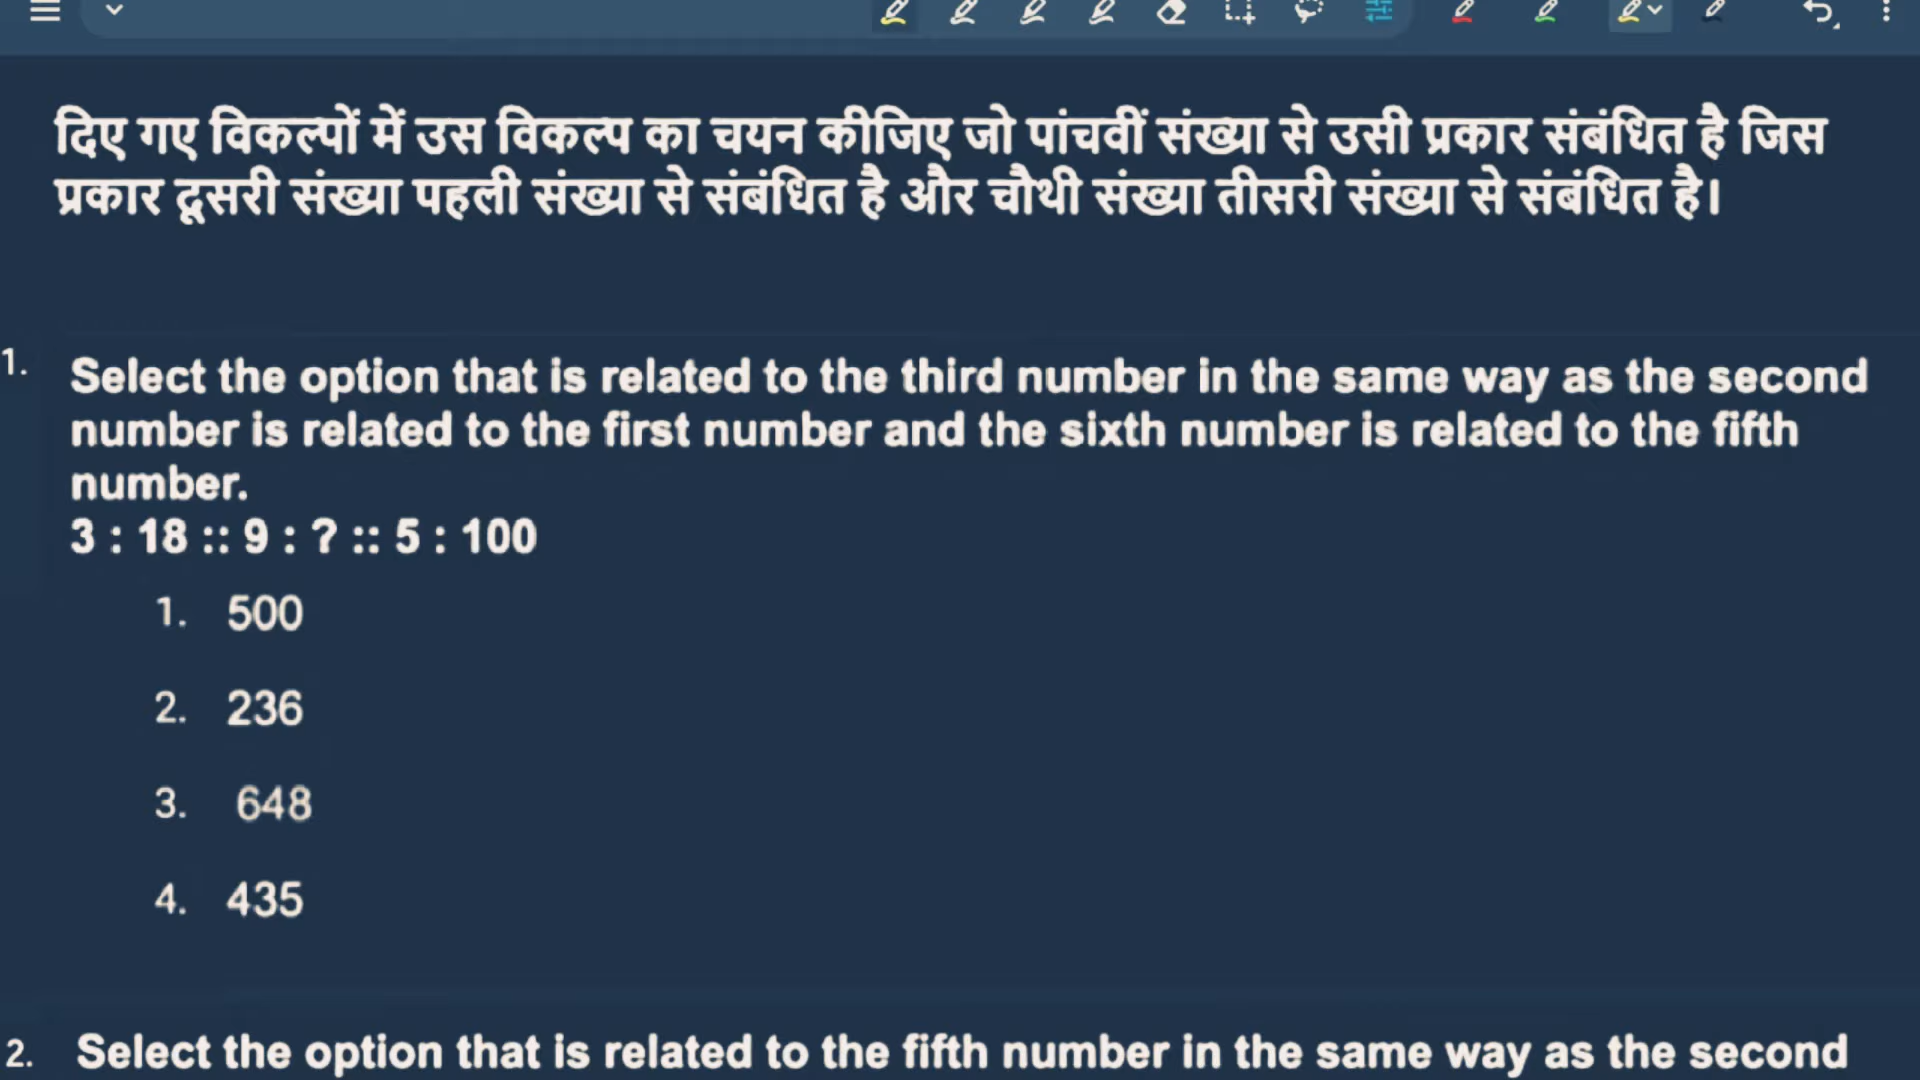 दिए गए विकल्पों में उस विकल्प का चयन कीजिए जो पांचवीं संख्या से उसी प्रकार संबंधित है जिस
प्रकार दूसरी संख्या पहली संख्या से संबंधित है और चौथी संख्या तीसरी संख्या से संबंधित है।
1. Select the option that is related to the third number in the same way as the second
number is related to the first number and the sixth number is related to the fifth
number.
3 : 18 :: 9 : ? :: 5 : 100
1. 500
2. 236
3. 648
4. 435
2. Select the option that is related to the fifth number in the same way as the second